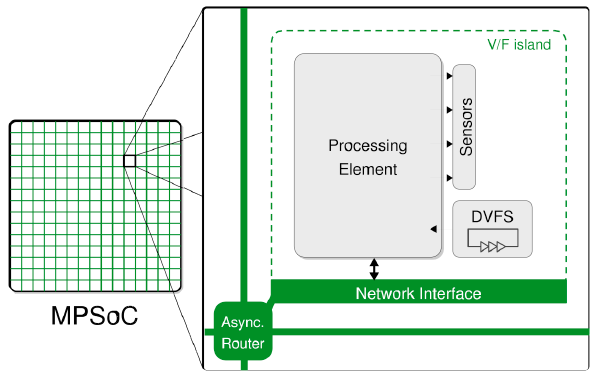 V/F island
Processing
Element
Sensors
DVFS
Network Interface
Async.
Router
MPSoC